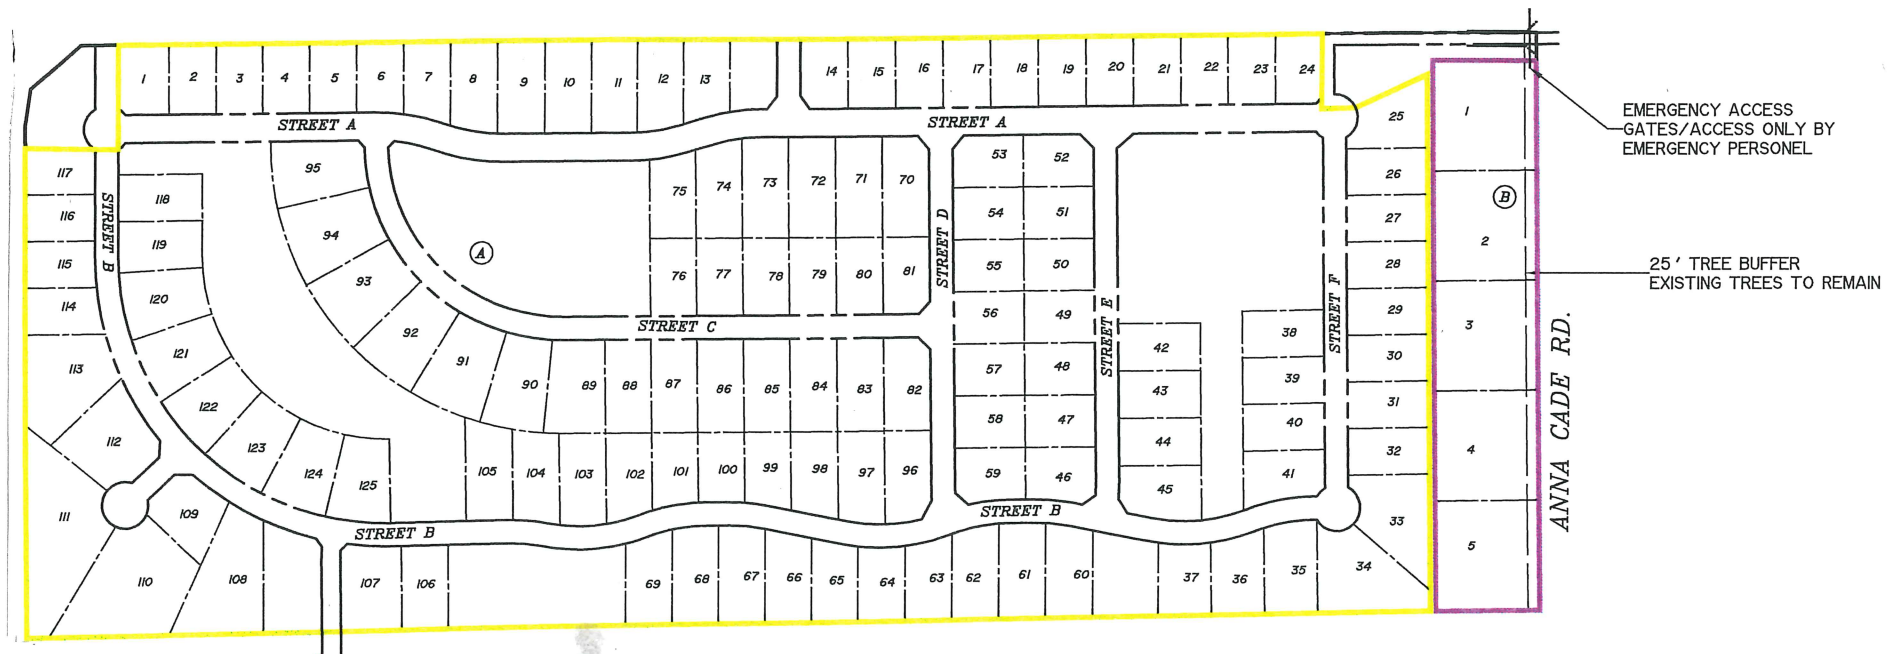 1 2 3 4 5 6 7 8 9 10 11 12 13 14 15 16 17 18 19 20 21 22 23 24
EMERGENCY ACCESS
GATES/ACCESS ONLY BY
EMERGENCY PERSONEL
STREET A
STREET A
25
1
53 52
117 95 75 74 73 72 71 70
26
118
B
116 94 54 51 27
STREET B
STREET D
119 A 2
115 93 76 77 78 79 80 81 55 50 28
25' TREE BUFFER
EXISTING TREES TO REMAIN
114 120 56 49 29
STREET C
STREET E
STREET F
3
92 38
113 121 91 42 30
90 89 88 87 86 85 84 83 82 57 48 39
43 31
ANNA CADE RD.
122 58 47 40
112 123 44 32 4
105 104 103 102 101 100 99 98 97 96 59 46 41
124 125 45
111 109 33
STREET B
STREET B
5
110 108 107 106 69 68 67 66 65 64 63 62 61 60 37 36 35 34